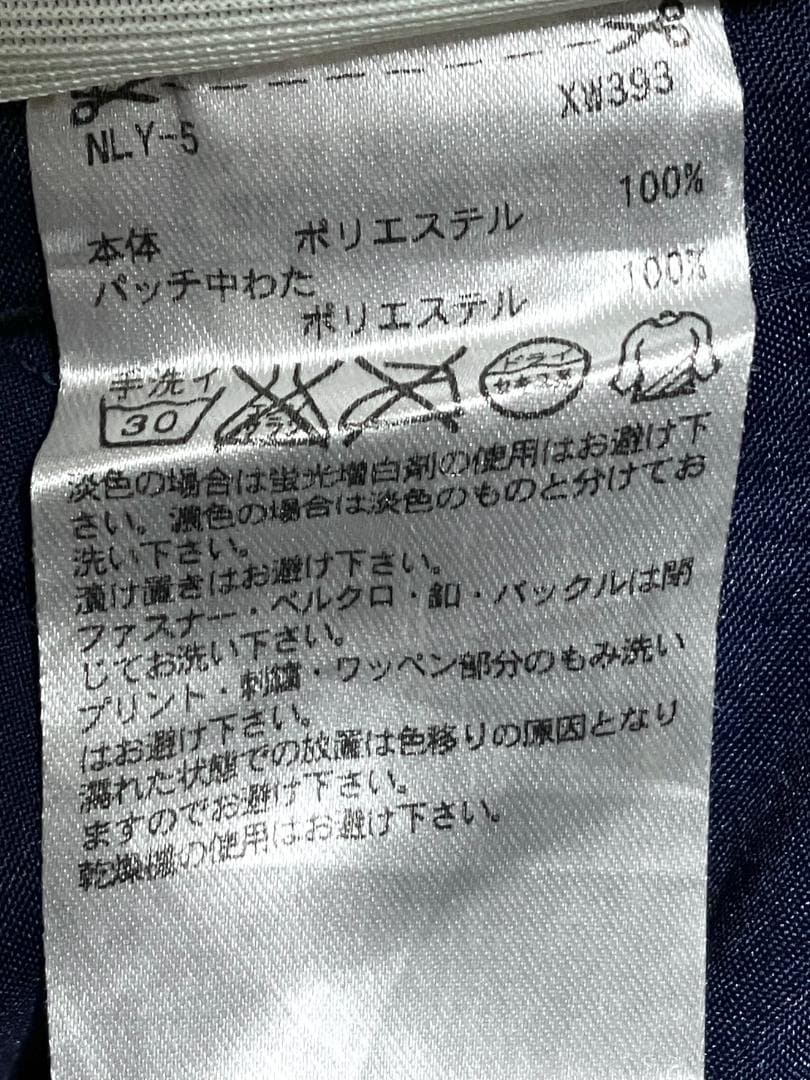 NLY-5
XW393
本体 ポリエステル 100%
パッチ中わた
ポリエステル 100%
手洗イ
30
ドライ
セキユ系
淡色の場合は蛍光増白剤の使用はお避け下
さい。濃色の場合は淡色のものと分けてお
洗い下さい。
漬け置きはお避け下さい。
ファスナー・ベルクロ・釦・バックルは閉
じてお洗い下さい。
プリント・刺繍・ワッペン部分のもみ洗い
はお避け下さい。
濡れた状態での放置は色移りの原因となり
ますのでお避け下さい。
乾燥機の使用はお避け下さい。